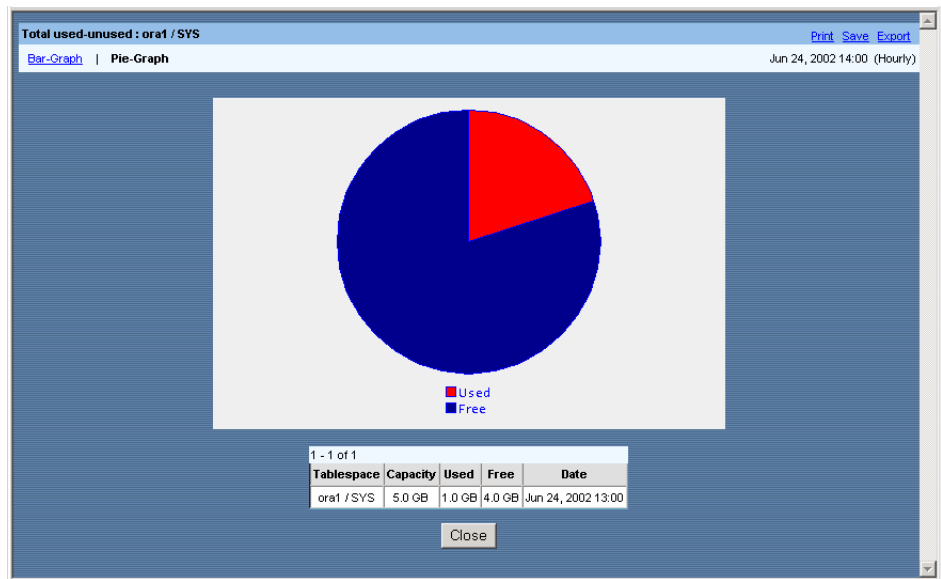 Total used-unused : ora1 / SYS
Print Save Export
Bar-Graph | Pie-Graph
Jun 24, 2002 14:00 (Hourly)
Used
Free
1 - 1 of 1
Tablespace Capacity Used Free Date
ora1 / SYS 5.0 GB 1.0 GB 4.0 GB Jun 24, 2002 13:00
Close